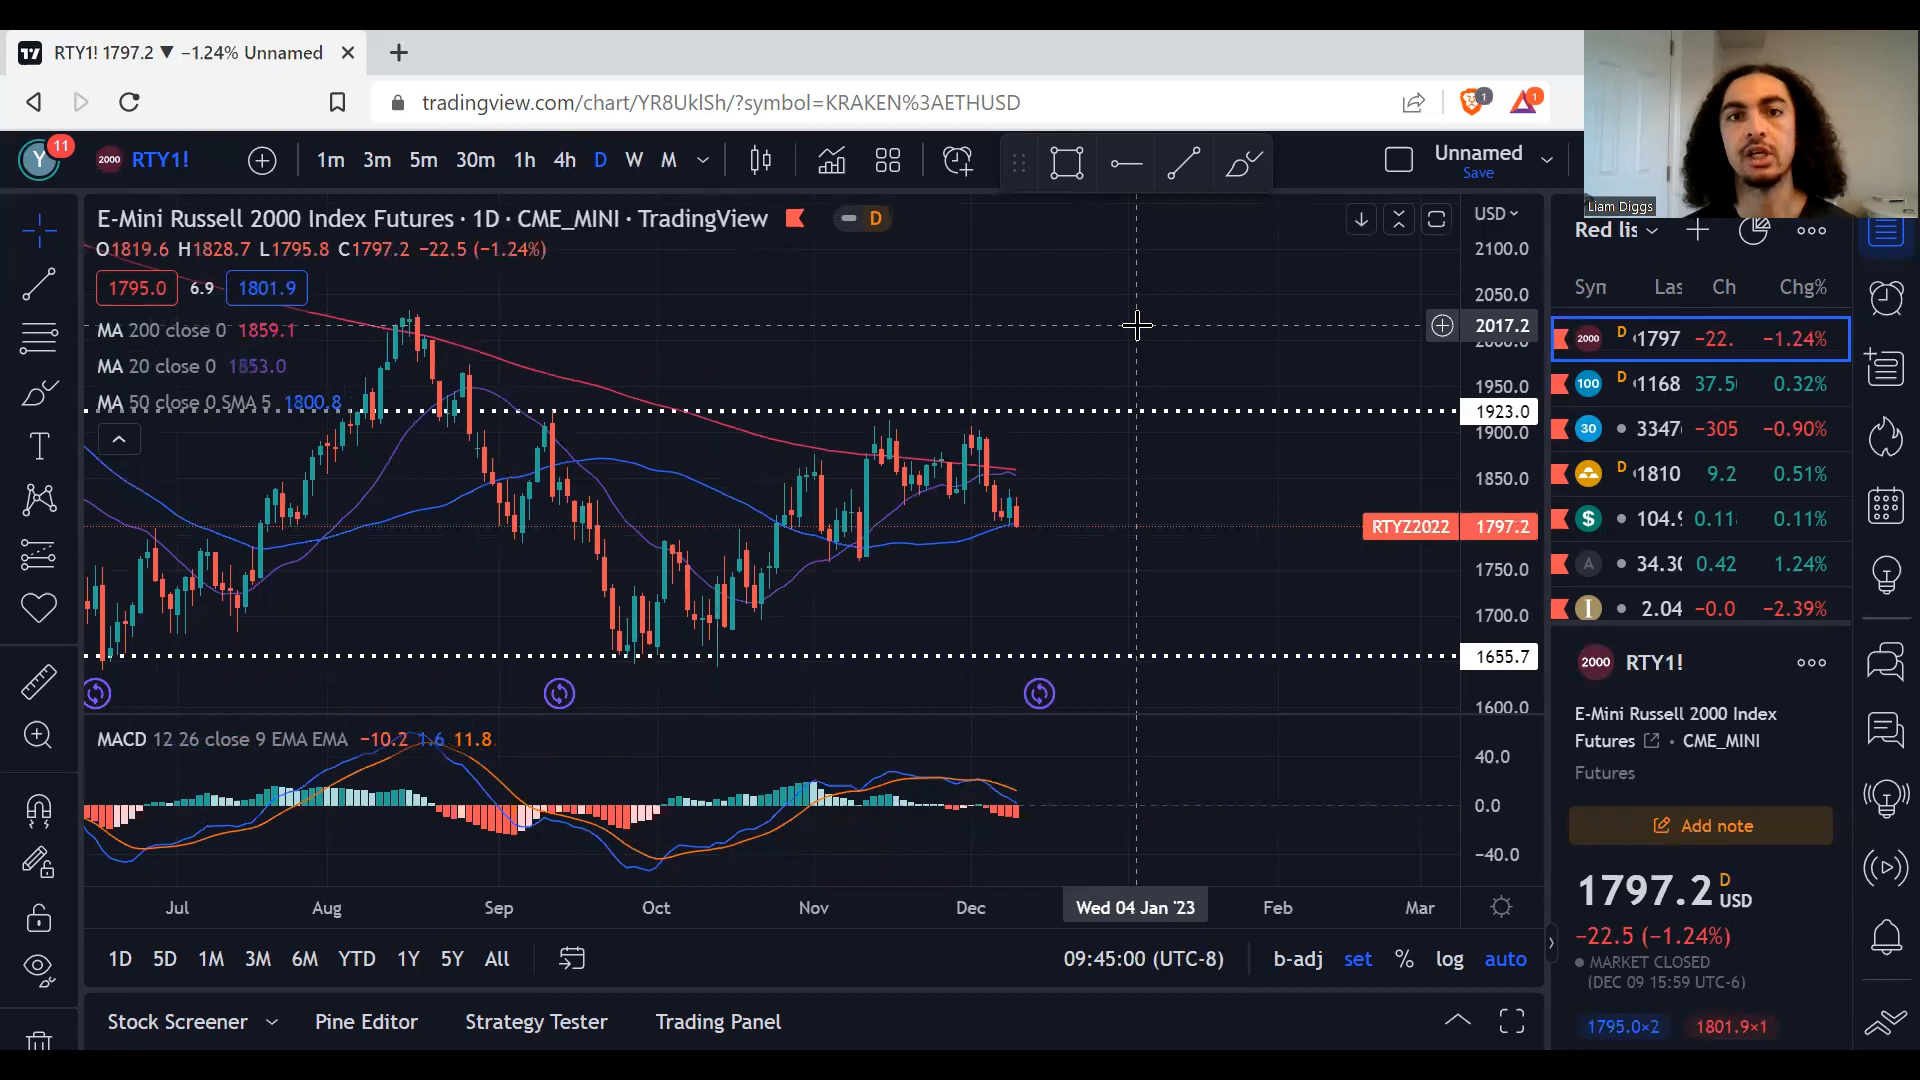 RTY1! 1797.2 ▼ −1.24% Unnamed
tradingview.com/chart/YR8UklSh/?symbol=KRAKEN%3AETHUSD
1
1
Liam Diggs
Y
11
2000
RTY1!
1m 3m 5m 30m 1h 4h D W M
Unnamed
Save
E-Mini Russell 2000 Index Futures · 1D · CME_MINI · TradingView
D
O1819.6 H1828.7 L1795.8 C1797.2 −22.5 (−1.24%)
1795.0 6.9 1801.9
MA 200 close 0 1859.1
MA 20 close 0 1853.0
MA 50 close 0 SMA 5 1800.8
USD
2100.0
2050.0
2017.2
2000.0
1950.0
1923.0
1900.0
1850.0
RTYZ2022 1797.2
1750.0
1700.0
1655.7
1600.0
MACD 12 26 close 9 EMA EMA −10.2 1.6 11.8
40.0
0.0
−40.0
Jul Aug Sep Oct Nov Dec Wed 04 Jan '23 Feb Mar
1D 5D 1M 3M 6M YTD 1Y 5Y All
09:45:00 (UTC-8) b-adj set % log auto
Stock Screener Pine Editor Strategy Tester Trading Panel
Red lis
Syn Las Ch Chg%
2000 D 1797 −22. −1.24%
100 D 1168 37.5 0.32%
30 3347 −305 −0.90%
D 1810 9.2 0.51%
$ 104.9 0.11 0.11%
A 34.30 0.42 1.24%
I 2.04 −0.0 −2.39%
2000 RTY1!
E-Mini Russell 2000 Index
Futures · CME_MINI
Futures
Add note
1797.2 D USD
−22.5 (−1.24%)
MARKET CLOSED
(DEC 09 15:59 UTC-6)
1795.0×2 1801.9×1